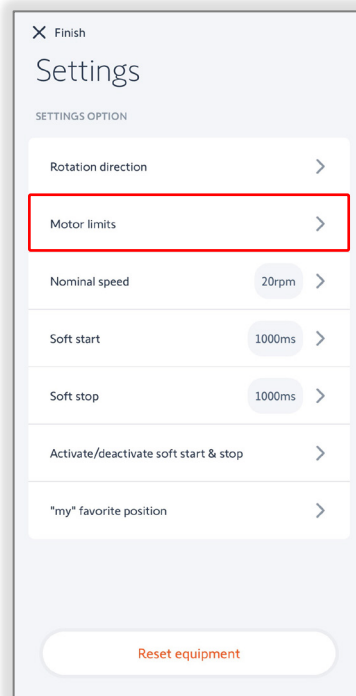 Finish
Settings
SETTINGS OPTION
Rotation direction
Motor limits
Nominal speed 20rpm
Soft start 1000ms
Soft stop 1000ms
Activate/deactivate soft start & stop
"my" favorite position
Reset equipment